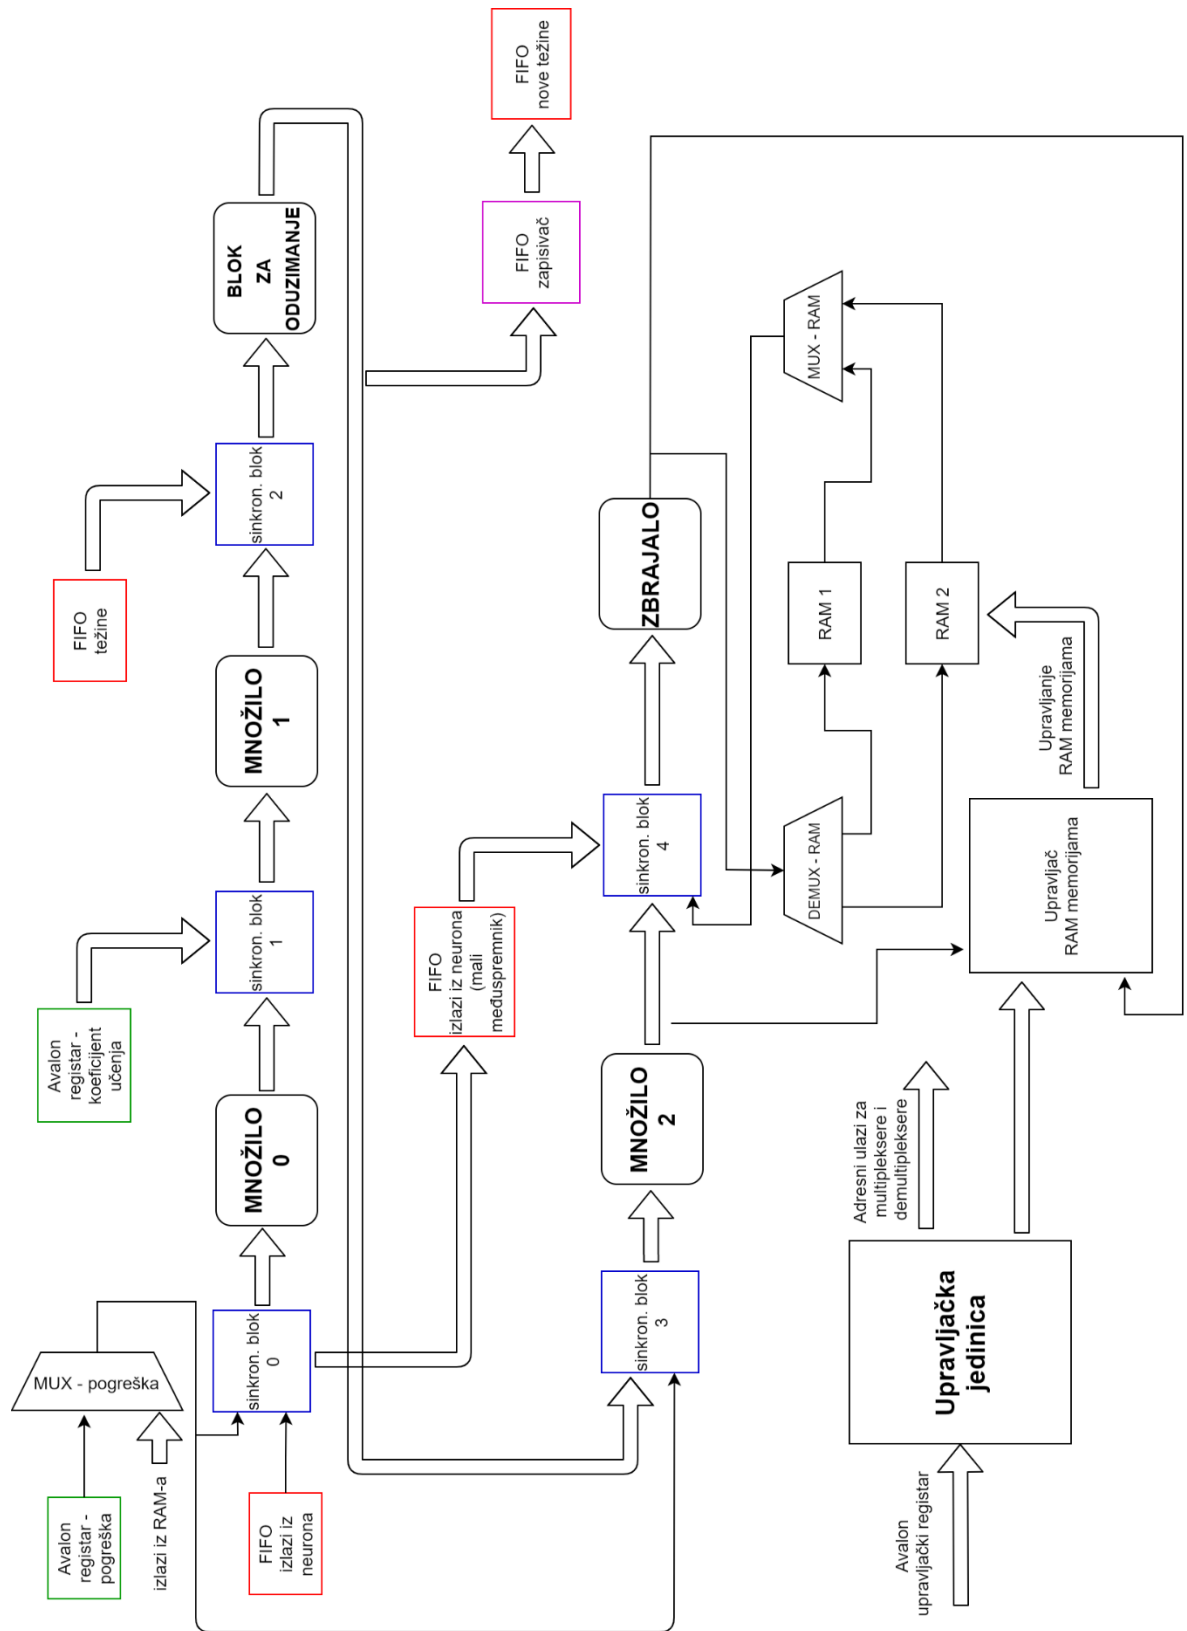 FIFO
nove težine
BLOK
ZA
ODUZIMANJE
FIFO
zapisivač
sinkron. blok
2
FIFO
težine
MNOŽILO
1
MUX - RAM
ZBRAJALO
RAM 1
RAM 2
Upravljanje
RAM memorijama
sinkron. blok
4
DEMUX - RAM
Upravljač
RAM memorijama
sinkron. blok
1
FIFO
izlazi iz neurona
(mali
međuspremnik)
Avalon
registar -
koeficijent
učenja
MNOŽILO
0
MNOŽILO
2
Adresni ulazi za
multipleksere i
demultipleksere
sinkron. blok
0
sinkron. blok
3
MUX - pogreška
Upravljačka
jedinica
Avalon
registar -
pogreška
izlazi iz RAM-a
FIFO
izlazi iz
neurona
Avalon
upravljački registar